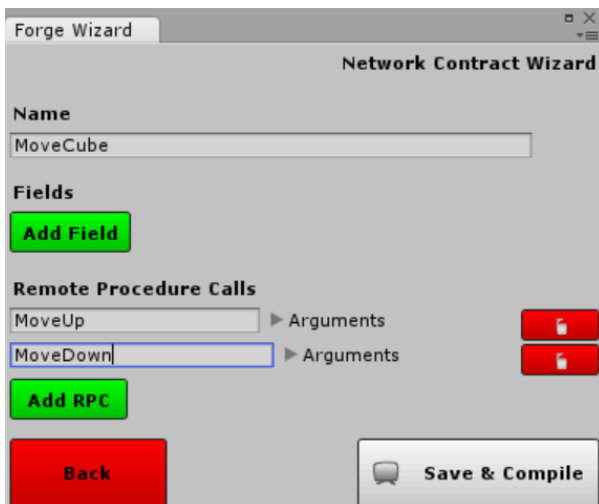 Forge Wizard
Network Contract Wizard
Name
MoveCube
Fields
Add Field
Remote Procedure Calls
MoveUp Arguments
MoveDown Arguments
Add RPC
Back Save & Compile